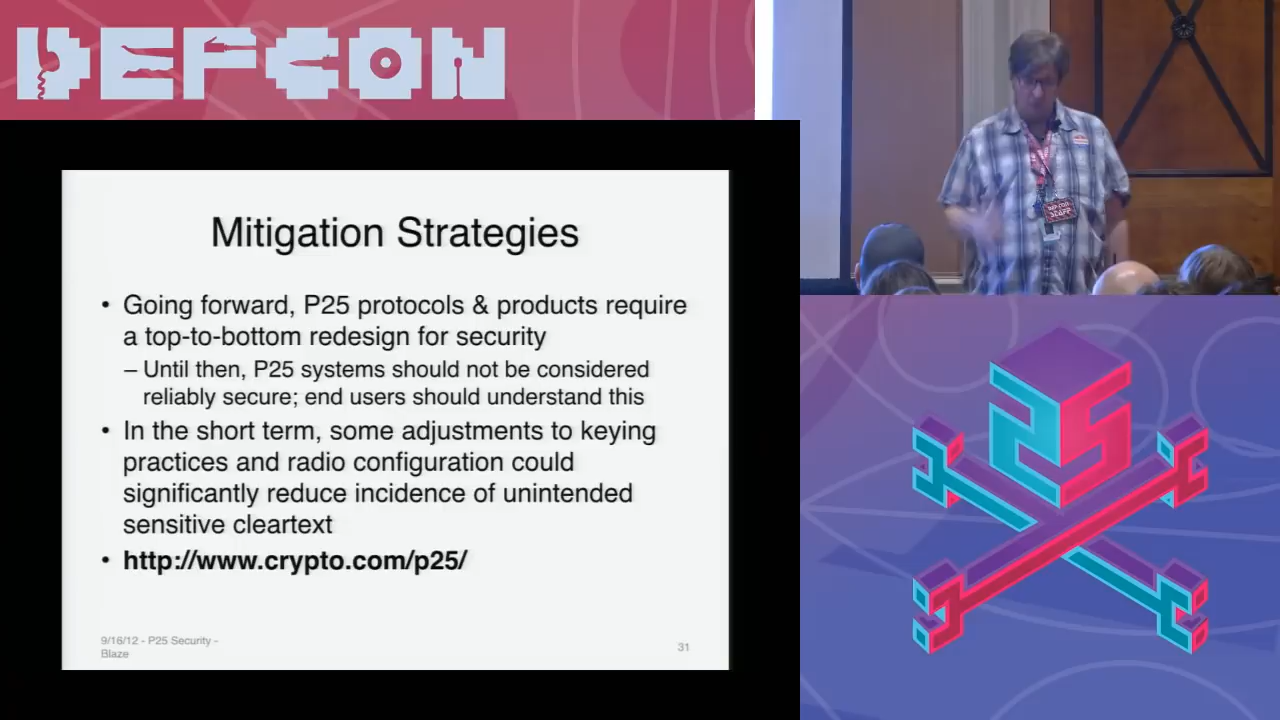 DEFCON
Mitigation Strategies
• Going forward, P25 protocols & products require
a top-to-bottom redesign for security
– Until then, P25 systems should not be considered
reliably secure; end users should understand this
• In the short term, some adjustments to keying
practices and radio configuration could
significantly reduce incidence of unintended
sensitive cleartext
• http://www.crypto.com/p25/
9/16/12 - P25 Security -
Blaze
31
DEFCON
STAFF
25